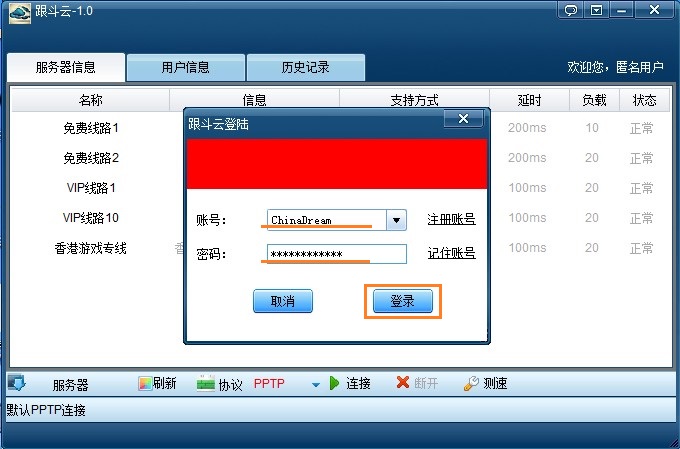 跟斗云-1.0
服务器信息 用户信息 历史记录 欢迎您，匿名用户
名称 信息 支持方式 延时 负载 状态
免费线路1 200ms 10 正常
免费线路2 200ms 20 正常
VIP线路1 100ms 20 正常
VIP线路10 100ms 20 正常
香港游戏专线 100ms 20 正常
跟斗云登陆
账号： ChinaDream 注册账号
密码： ************ 记住账号
取消 登录
服务器 刷新 协议 PPTP 连接 断开 测速
默认PPTP连接